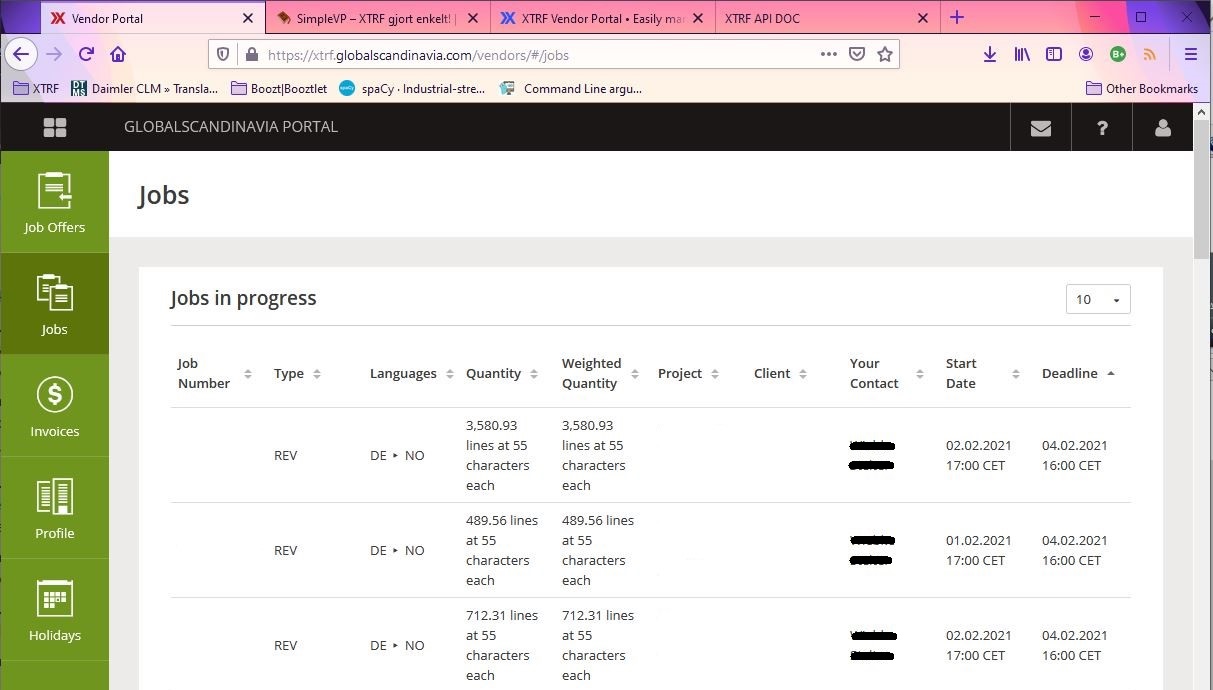 Vendor Portal
SimpleVP – XTRF gjort enkelt!
XTRF Vendor Portal • Easily ma
XTRF API DOC
https://xtrf.globalscandinavia.com/vendors/#/jobs
XTRF
DT
MS
Daimler CLM » Transla...
Boozt|Booztlet
spaCy
spaCy · Industrial-stre...
Command Line argu...
Other Bookmarks
B+
GLOBALSCANDINAVIA PORTAL
?
Job Offers
Jobs
Invoices
Profile
Holidays
Jobs
Jobs in progress
10
Job Number
Type
Languages
Quantity
Weighted Quantity
Project
Client
Your Contact
Start Date
Deadline
REV
DE ▸ NO
3,580.93
lines at 55
characters
each
3,580.93
lines at 55
characters
each
02.02.2021
17:00 CET
04.02.2021
16:00 CET
REV
DE ▸ NO
489.56 lines
at 55
characters
each
489.56 lines
at 55
characters
each
01.02.2021
17:00 CET
04.02.2021
16:00 CET
REV
DE ▸ NO
712.31 lines
at 55
characters
each
712.31 lines
at 55
characters
each
02.02.2021
17:00 CET
04.02.2021
16:00 CET